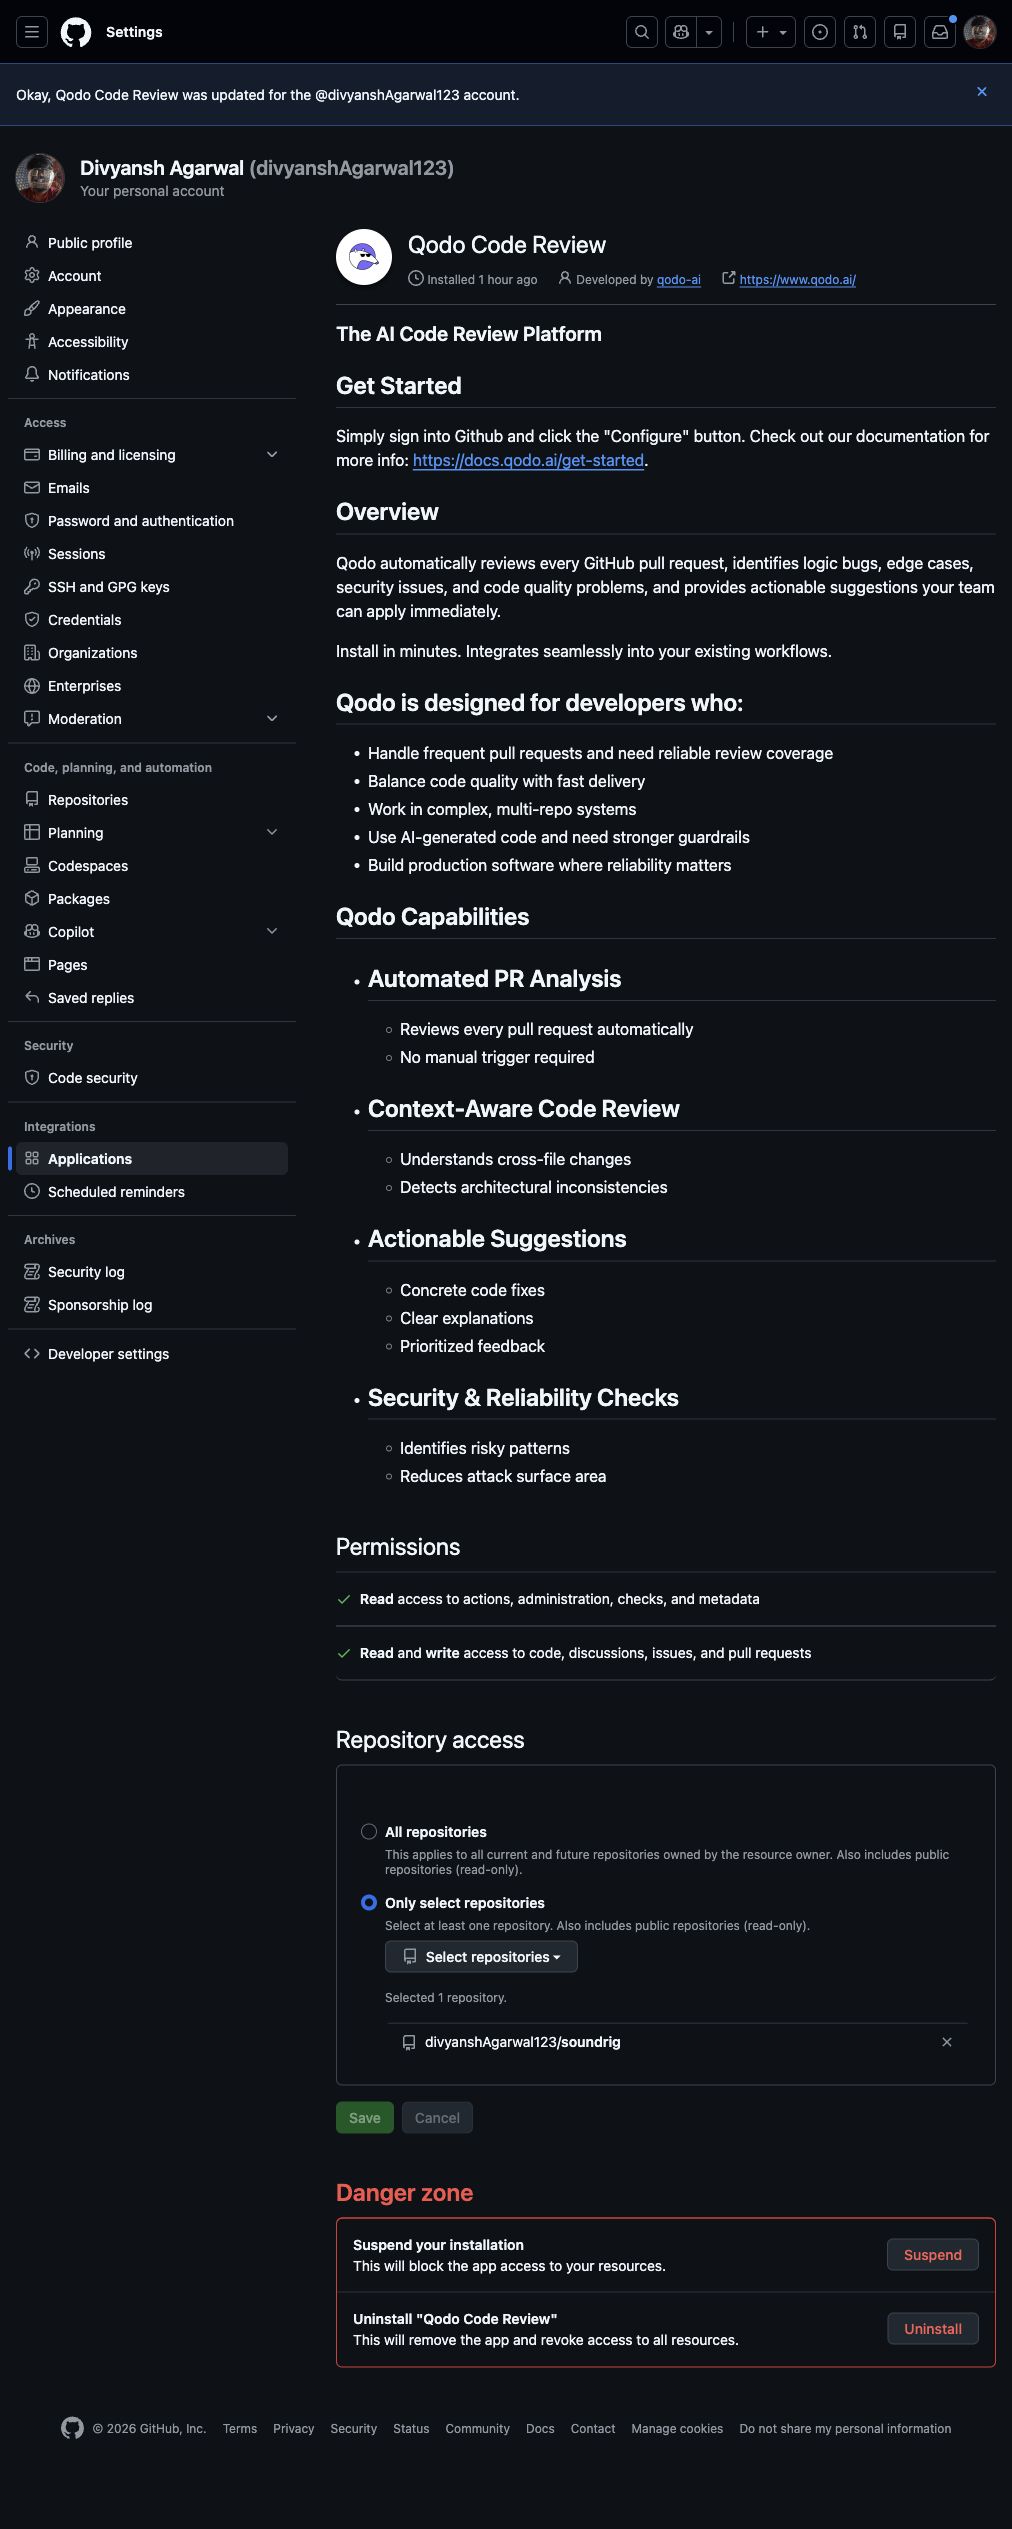 Settings
Okay, Qodo Code Review was updated for the @divyanshAgarwal123 account.
Divyansh Agarwal (divyanshAgarwal123)
Your personal account
Public profile
Account
Appearance
Accessibility
Notifications
Access
Billing and licensing
Emails
Password and authentication
Sessions
SSH and GPG keys
Credentials
Organizations
Enterprises
Moderation
Code, planning, and automation
Repositories
Planning
Codespaces
Packages
Copilot
Pages
Saved replies
Security
Code security
Integrations
Applications
Scheduled reminders
Archives
Security log
Sponsorship log
Developer settings
Qodo Code Review
Installed 1 hour ago Developed by qodo-ai https://www.qodo.ai/
The AI Code Review Platform
Get Started
Simply sign into Github and click the "Configure" button. Check out our documentation for
more info: https://docs.qodo.ai/get-started.
Overview
Qodo automatically reviews every GitHub pull request, identifies logic bugs, edge cases,
security issues, and code quality problems, and provides actionable suggestions your team
can apply immediately.
Install in minutes. Integrates seamlessly into your existing workflows.
Qodo is designed for developers who:
• Handle frequent pull requests and need reliable review coverage
• Balance code quality with fast delivery
• Work in complex, multi-repo systems
• Use AI-generated code and need stronger guardrails
• Build production software where reliability matters
Qodo Capabilities
• Automated PR Analysis
◦ Reviews every pull request automatically
◦ No manual trigger required
• Context-Aware Code Review
◦ Understands cross-file changes
◦ Detects architectural inconsistencies
• Actionable Suggestions
◦ Concrete code fixes
◦ Clear explanations
◦ Prioritized feedback
• Security & Reliability Checks
◦ Identifies risky patterns
◦ Reduces attack surface area
Permissions
Read access to actions, administration, checks, and metadata
Read and write access to code, discussions, issues, and pull requests
Repository access
All repositories
This applies to all current and future repositories owned by the resource owner. Also includes public
repositories (read-only).
Only select repositories
Select at least one repository. Also includes public repositories (read-only).
Select repositories
Selected 1 repository.
divyanshAgarwal123/soundrig
Save Cancel
Danger zone
Suspend your installation
This will block the app access to your resources.
Suspend
Uninstall "Qodo Code Review"
This will remove the app and revoke access to all resources.
Uninstall
© 2026 GitHub, Inc. Terms Privacy Security Status Community Docs Contact Manage cookies Do not share my personal information